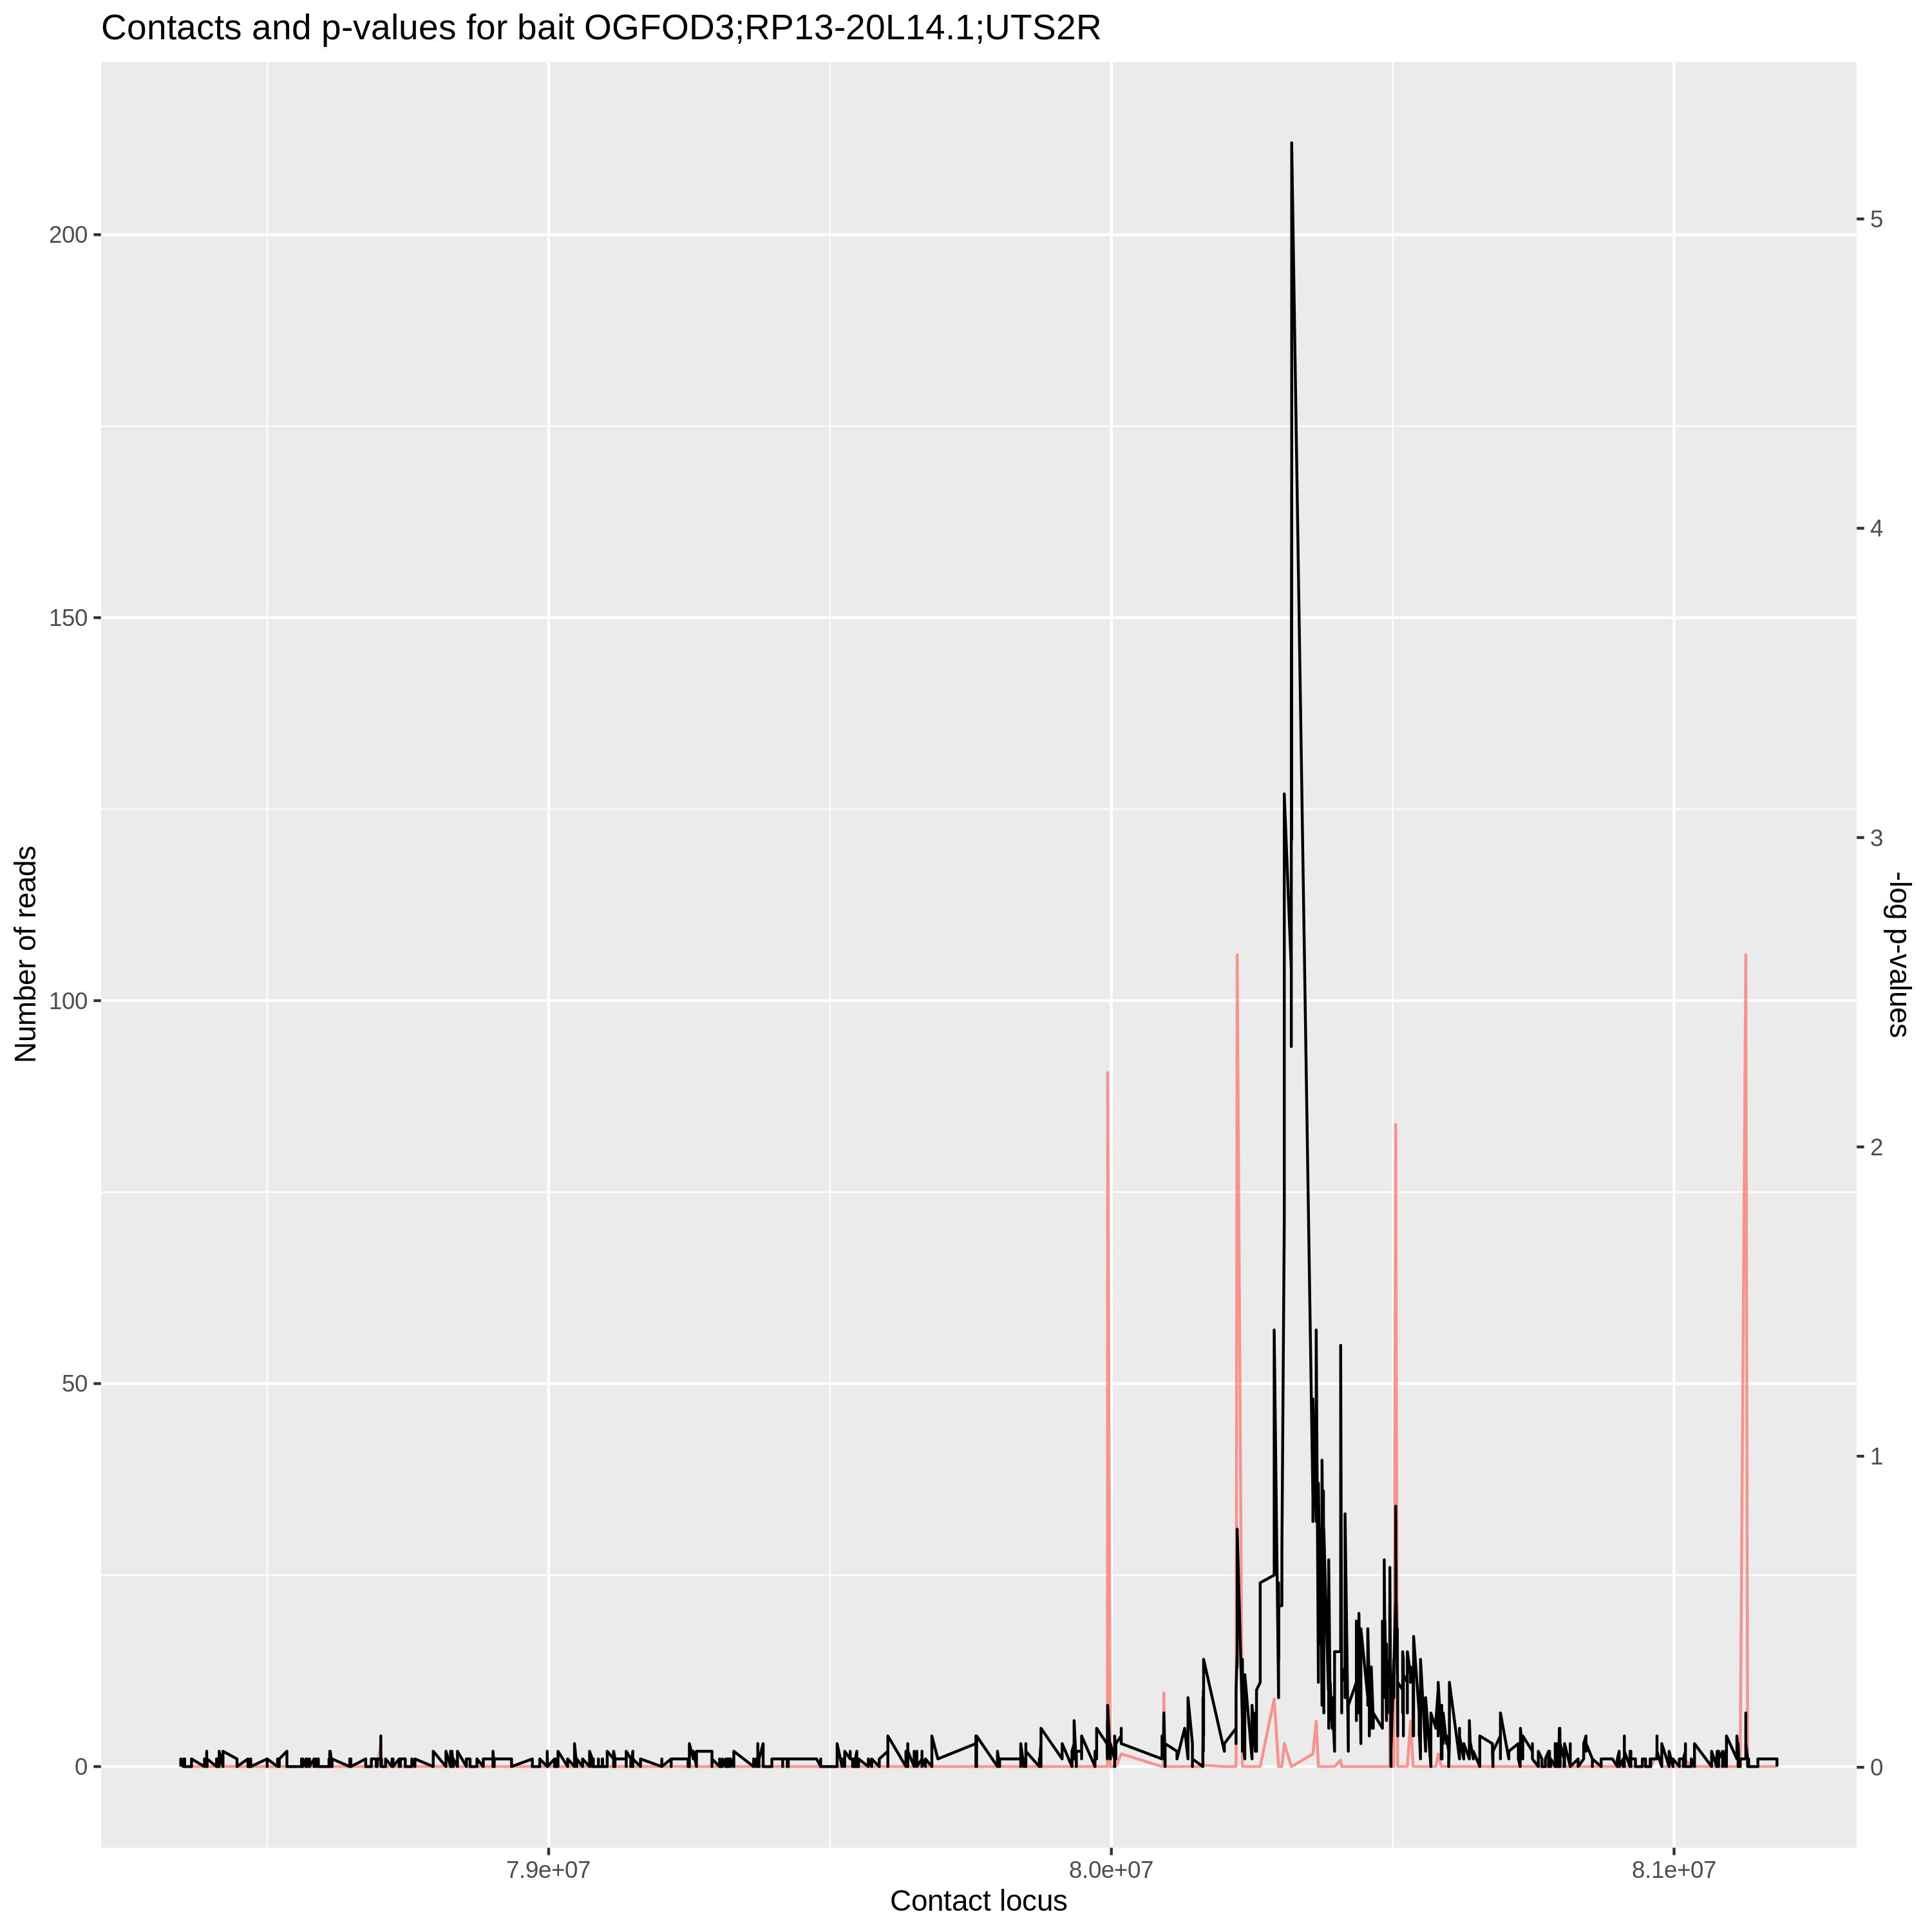 Contacts and p-values for bait OGFOD3;RP13-20L14.1;UTS2R
Number of reads
200
150
100
50
0
5
4
3
2
1
0
-log p-values
7.9e+07 8.0e+07 8.1e+07
Contact locus